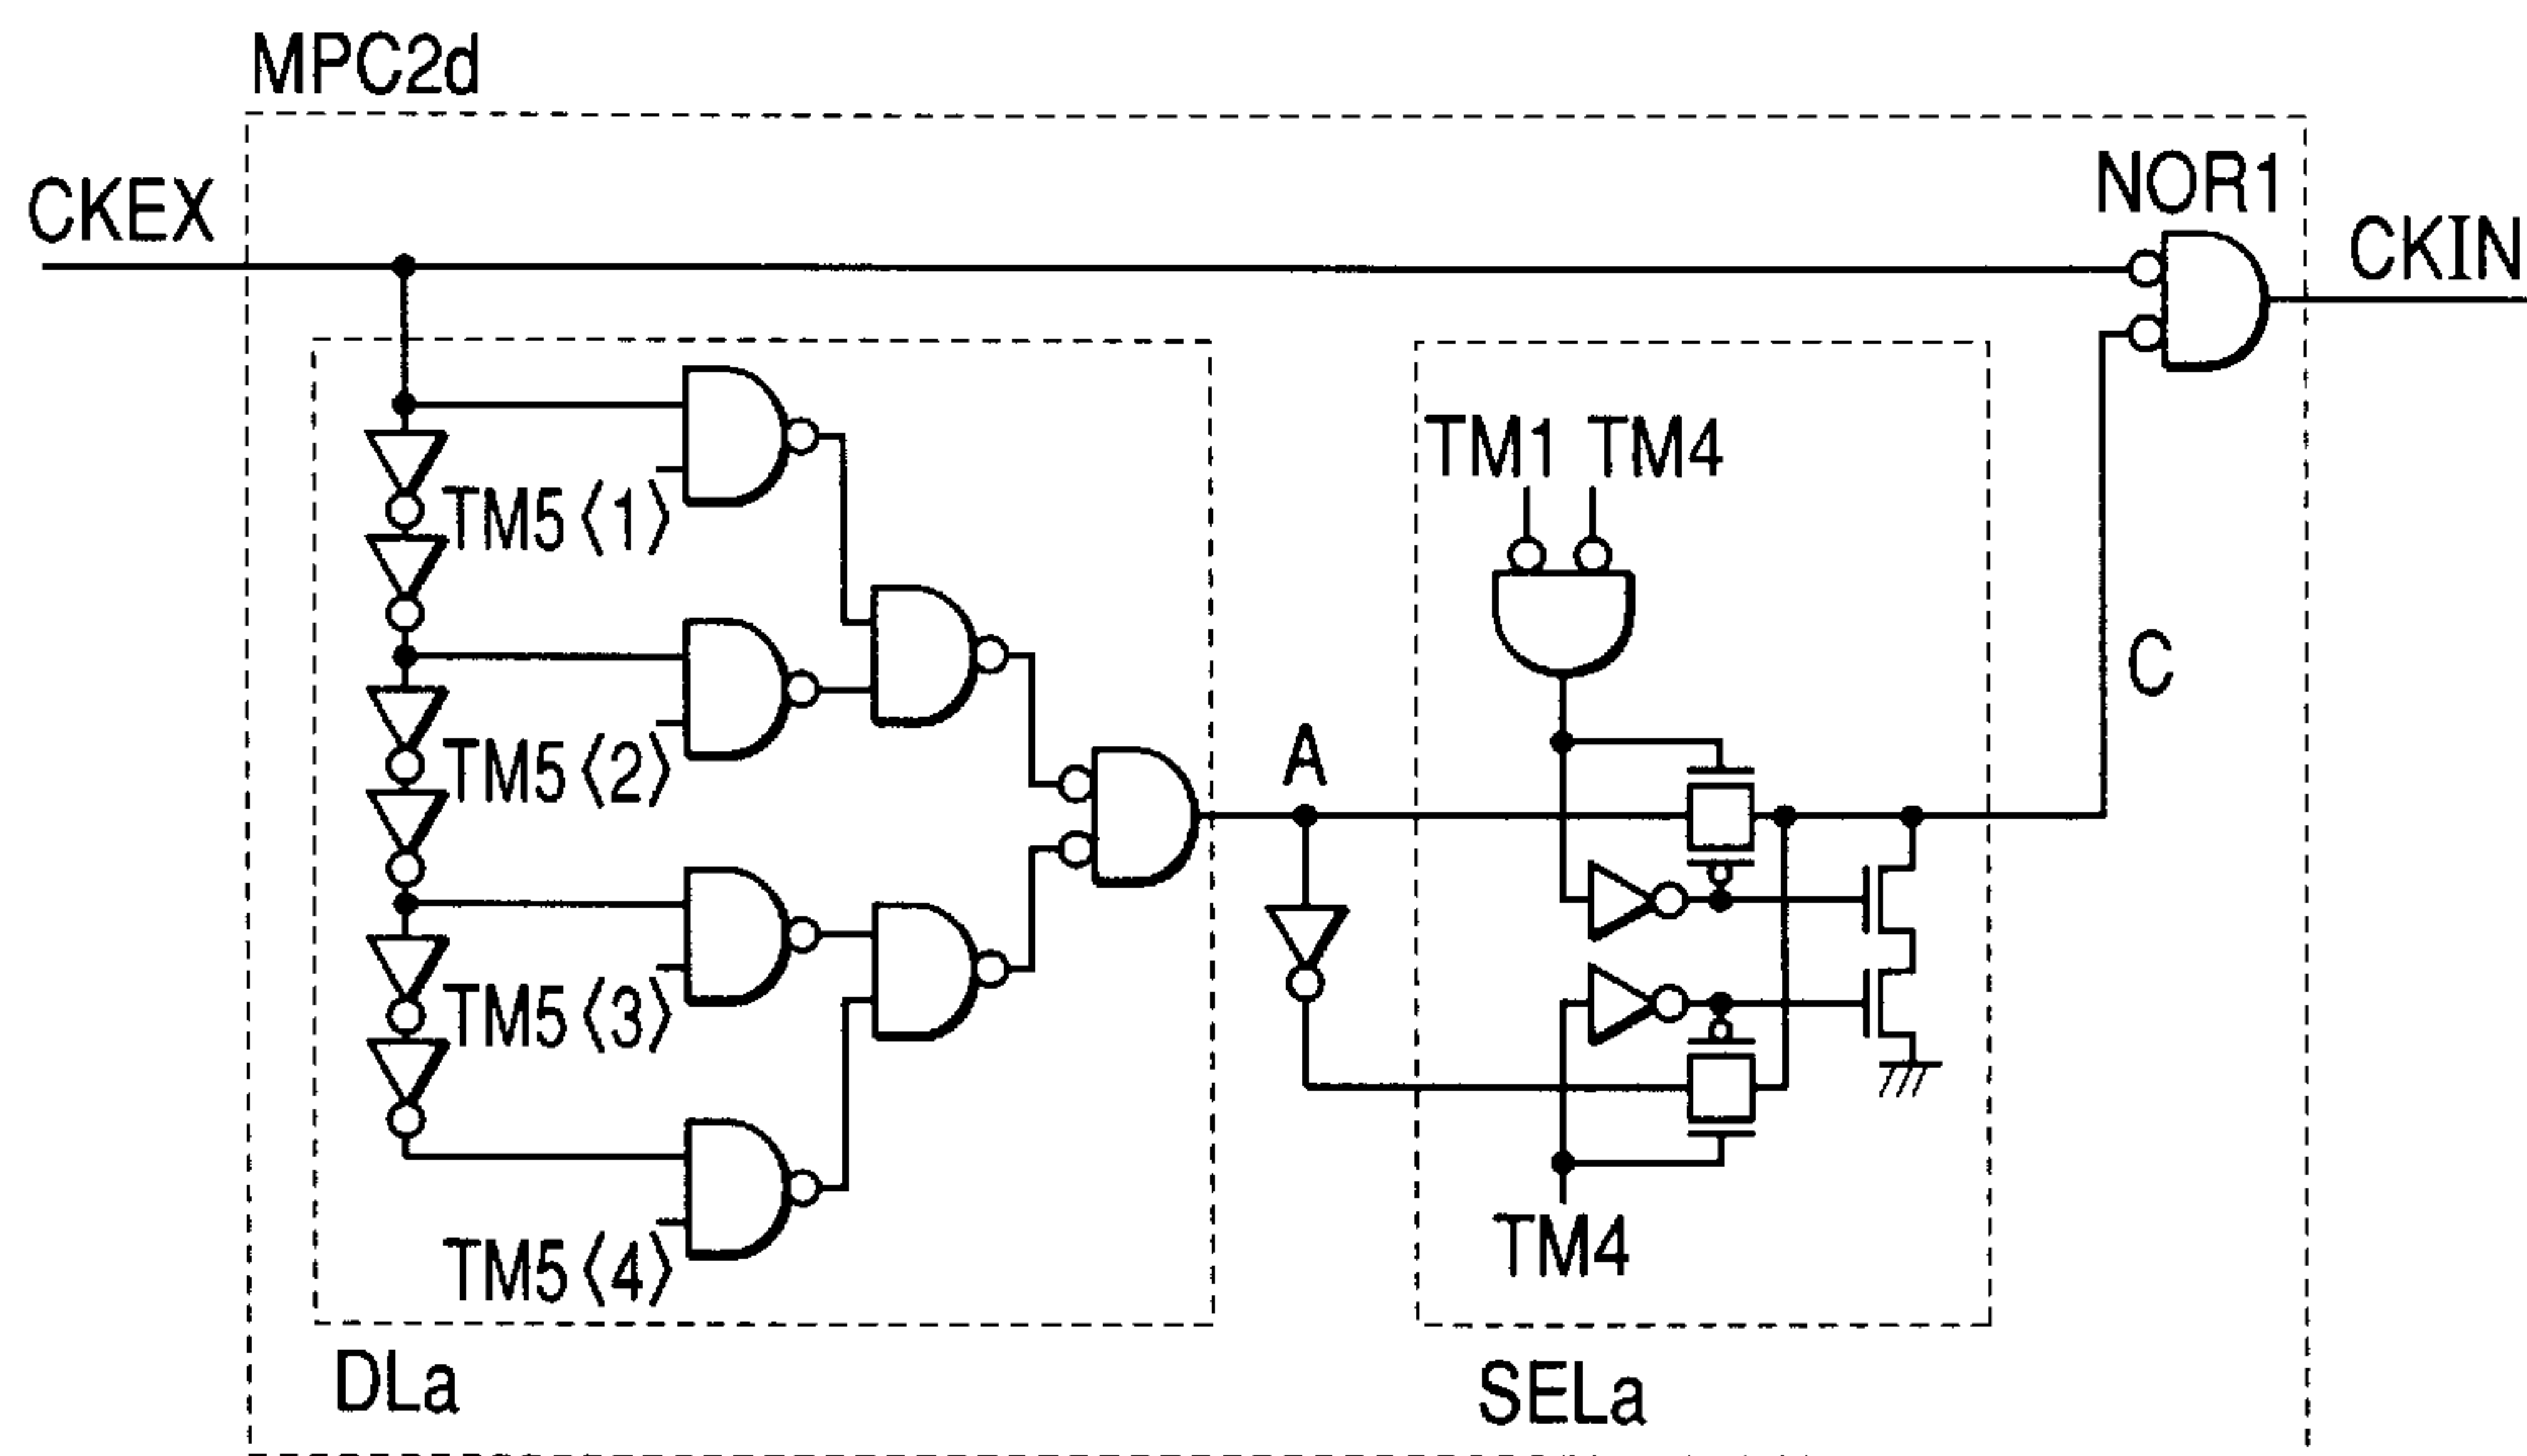 MPC2d
CKEX
NOR1
CKIN
TM1 TM4
TM5〈1〉
TM5〈2〉
TM5〈3〉
TM5〈4〉
A
C
TM4
DLa
SELa